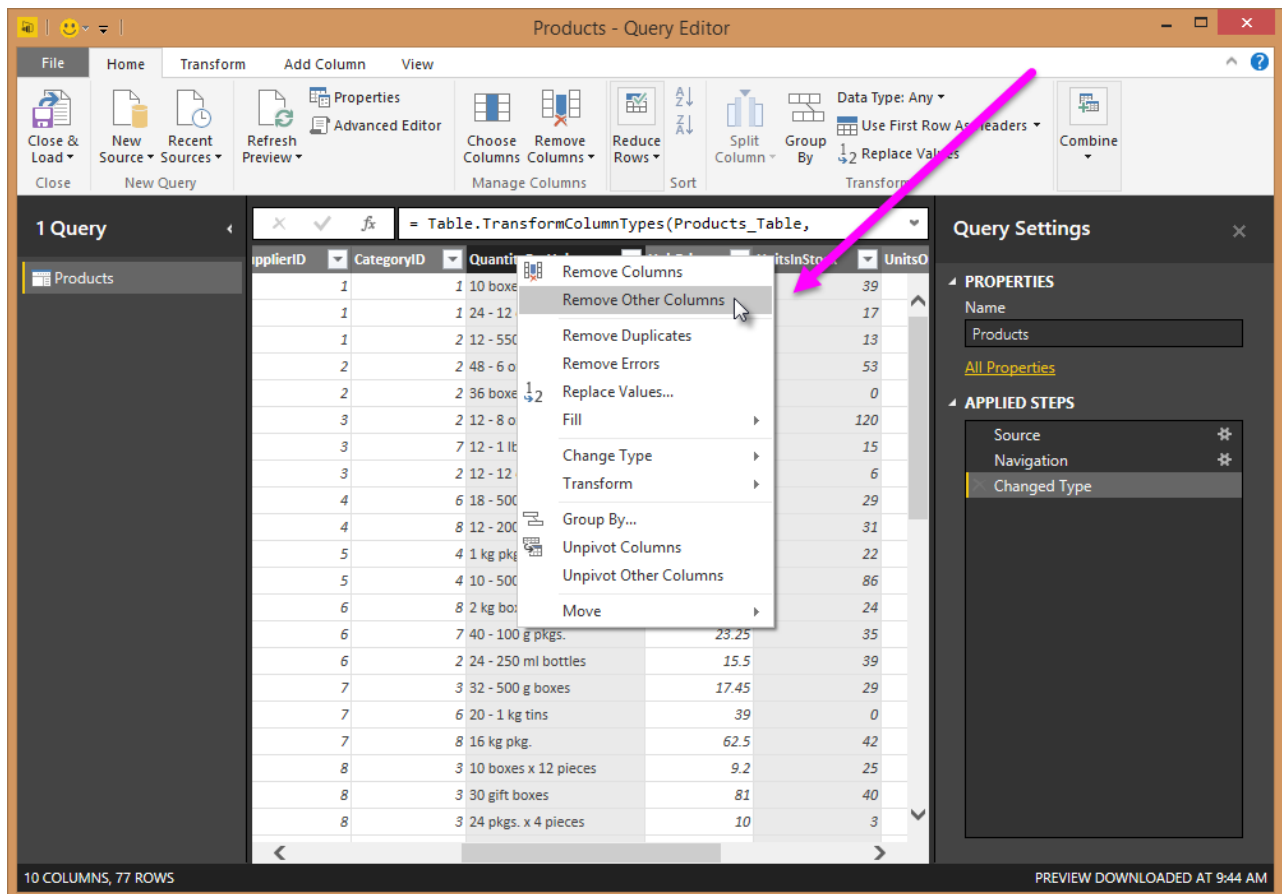 Products - Query Editor
File Home Transform Add Column View
Close & Load
New Source
Recent Sources
Refresh Preview
Properties
Advanced Editor
Choose Columns
Remove Columns
Reduce Rows
Split Column
Group By
Data Type: Any
Use First Row As Headers
1 2 Replace Values
Combine
Close New Query Manage Columns Sort Transform
1 Query
Products
fx = Table.TransformColumnTypes(Products_Table,
CategoryID UnitsInStock
1 1 10 39
1 1 24 - 12 17
1 2 12 - 13
2 2 48 - 6 53
2 2 36 0
3 2 12 - 8 120
3 7 12 - 1 15
3 2 12 - 12 6
4 6 18 - 29
4 8 12 - 31
5 4 1 kg 22
5 4 10 - 86
6 8 2 kg 24
6 7 40 - 100 g pkgs. 23.25 35
6 2 24 - 250 ml bottles 15.5 39
7 3 32 - 500 g boxes 17.45 29
7 6 20 - 1 kg tins 39 0
7 8 16 kg pkg. 62.5 42
8 3 10 boxes x 12 pieces 9.2 25
8 3 30 gift boxes 81 40
8 3 24 pkgs. x 4 pieces 10 3
Remove Columns
Remove Other Columns
Remove Duplicates
Remove Errors
1 2 Replace Values...
Fill
Change Type
Transform
Group By...
Unpivot Columns
Unpivot Other Columns
Move
Query Settings
PROPERTIES
Name
Products
All Properties
APPLIED STEPS
Source
Navigation
Changed Type
10 COLUMNS, 77 ROWS
PREVIEW DOWNLOADED AT 9:44 AM